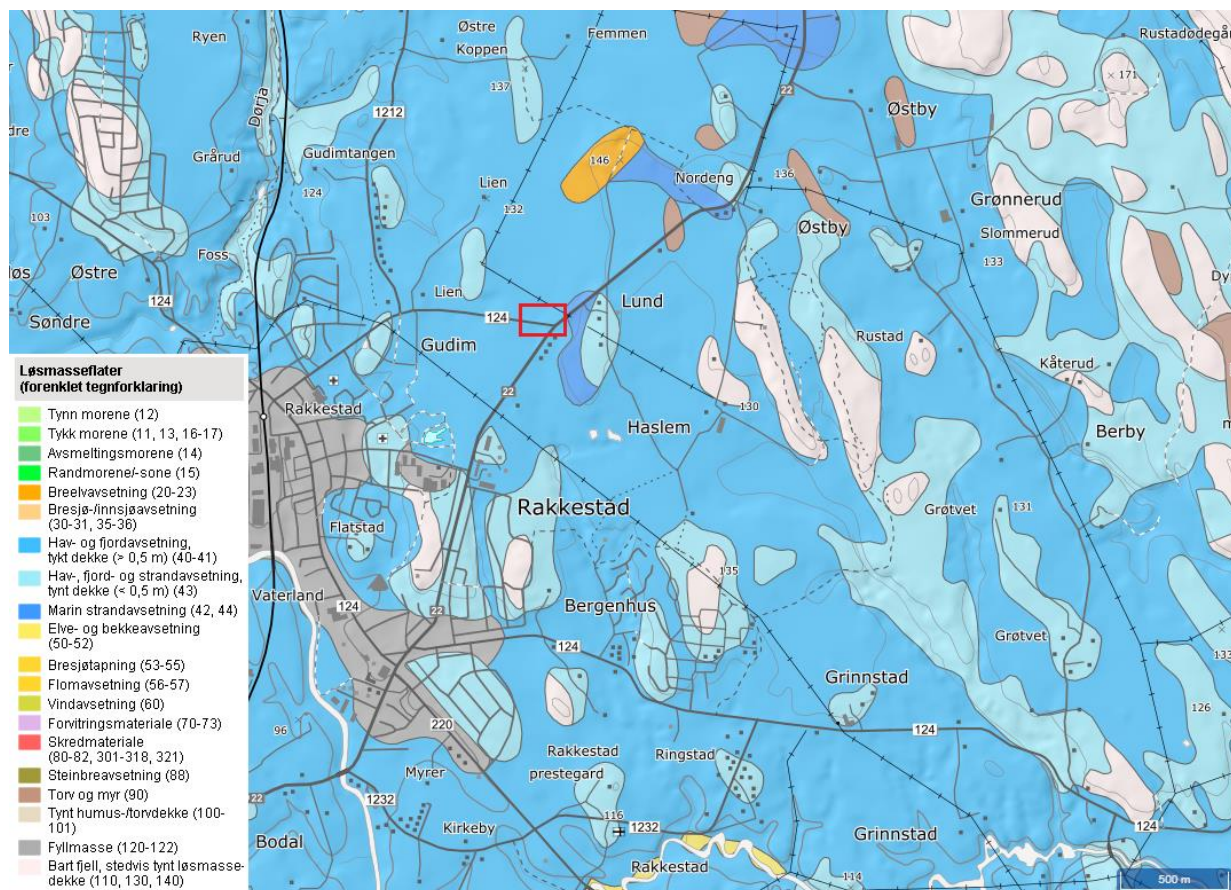 Ryen
Østre
Koppen
Femmen
Rustadødegår
171
137
22
1212
Østby
Dørja
dre
Grårud
Gudimtangen
146
Nordeng
136
124
Lien
132
Grønnerud
103
Østby
Slommerud
Foss
133
øs
Østre
Dy
Lien
Lund
124
124
Søndre
Gudim
Rustad
Kåterud
22
Løsmasseflater
(forenklet tegnforklaring)
Tynn morene (12)
Tykk morene (11, 13, 16-17)
Avsmeltingsmorene (14)
Randmorene/-sone (15)
Breelvavsetning (20-23)
Bresjø-/innsjøavsetning
(30-31, 35-36)
Hav- og fjordavsetning,
tykt dekke (> 0,5 m) (40-41)
Hav-, fjord- og strandavsetning,
tynt dekke (< 0,5 m) (43)
Marin strandavsetning (42, 44)
Elve- og bekkeavsetning
(50-52)
Bresjøtapning (53-55)
Flomavsetning (56-57)
Vindavsetning (60)
Forvitringsmateriale (70-73)
Skredmateriale
(80-82, 301-318, 321)
Steinbreavsetning (88)
Torv og myr (90)
Tynt humus-/torvdekke (100-
101)
Fyllmasse (120-122)
Bart fjell, stedvis tynt løsmasse-
dekke (110, 130, 140)
Rakkestad
130
Haslem
Berby
m
Rakkestad
Grøtvet
131
Flatstad
135
Vaterland
Bergenhus
124
22
124
Grøtvet
133
Grinnstad
126
96
220
124
Rakkestad
prestegard
Ringstad
Myrer
22
1232
116
1232
124
Bodal
Kirkeby
Grinnstad
Rakkestad
114
500 m